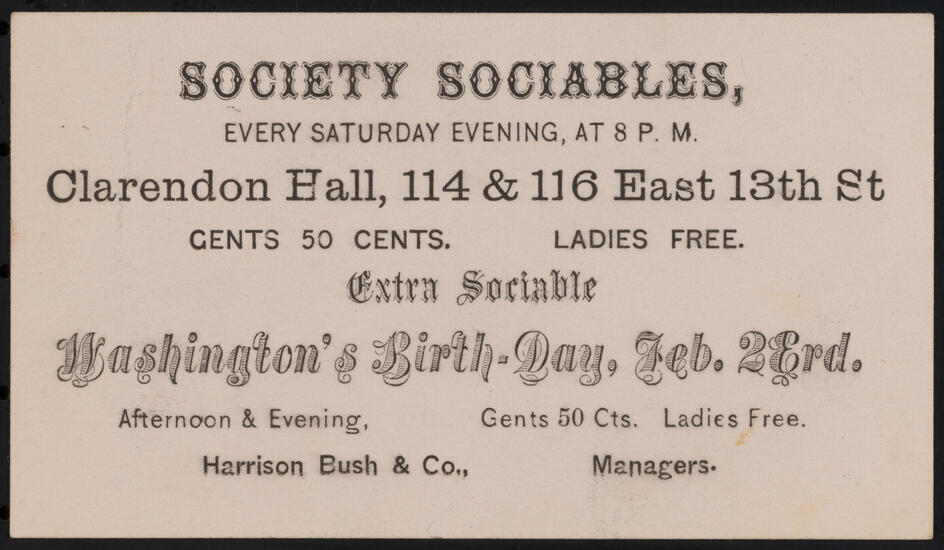 SOCIETY SOCIABLES,
EVERY SATURDAY EVENING, AT 8 P. M.
Clarendon Hall, 114 & 116 East 13th St
GENTS 50 CENTS. LADIES FREE.
Extra Sociable
Washington's Birth-Day, Feb. 23rd.
Afternoon & Evening, Gents 50 Cts. Ladies Free.
Harrison Bush & Co., Managers.